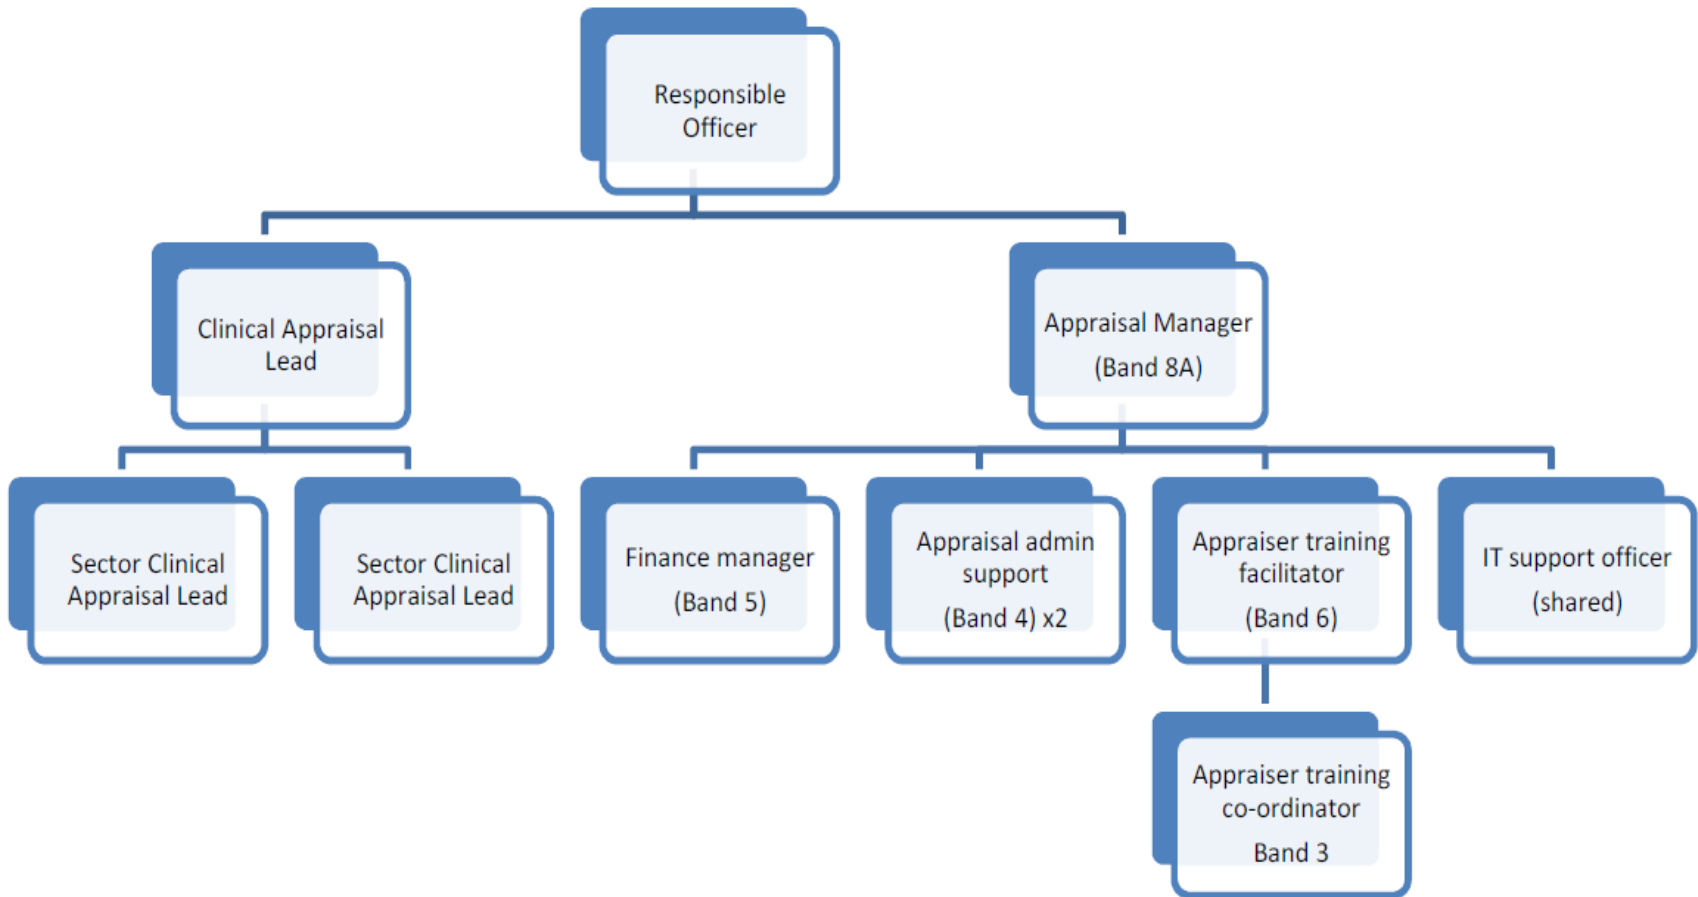 Responsible
Officer
Clinical Appraisal
Lead
Appraisal Manager
(Band 8A)
Sector Clinical
Appraisal Lead
Sector Clinical
Appraisal Lead
Finance manager
(Band 5)
Appraisal admin
support
(Band 4) x2
Appraiser training
facilitator
(Band 6)
IT support officer
(shared)
Appraiser training
co-ordinator
Band 3